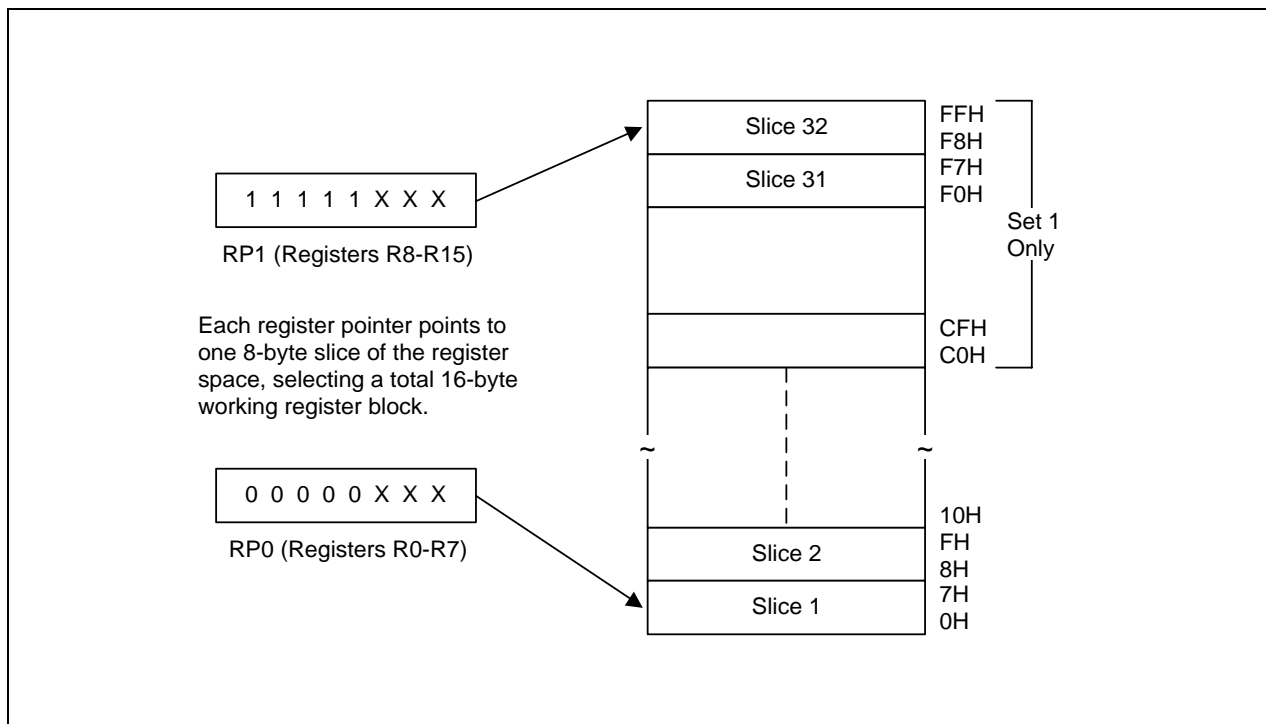 Slice 32
FFH
F8H
Slice 31
F7H
F0H
Set 1
Only
1 1 1 1 1 X X X
RP1 (Registers R8-R15)
Each register pointer points to
one 8-byte slice of the register
space, selecting a total 16-byte
working register block.
CFH
C0H
~
~
0 0 0 0 0 X X X
RP0 (Registers R0-R7)
10H
Slice 2
FH
8H
Slice 1
7H
0H